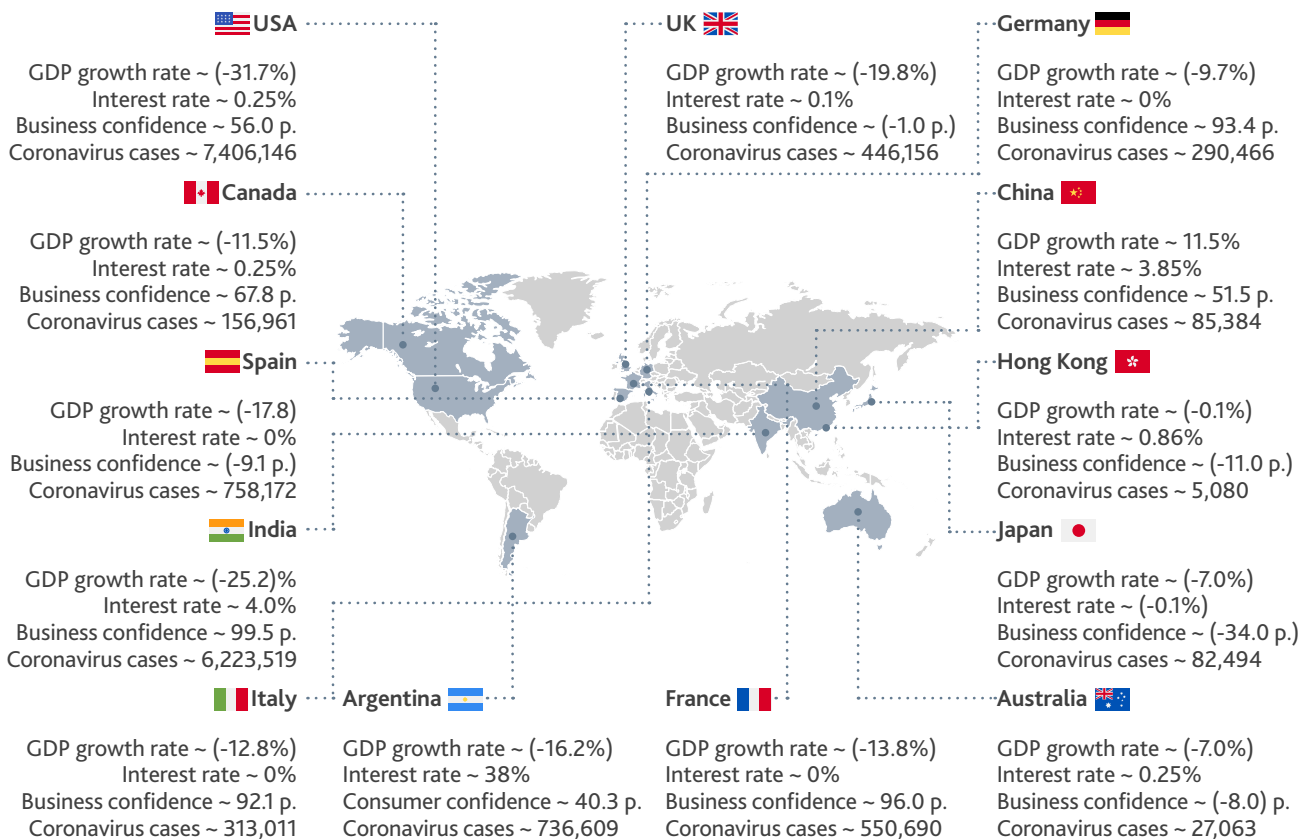 USA
GDP growth rate ~ (-31.7%)
Interest rate ~ 0.25%
Business confidence ~ 56.0 p.
Coronavirus cases ~ 7,406,146
UK
GDP growth rate ~ (-19.8%)
Interest rate ~ 0.1%
Business confidence ~ (-1.0 p.)
Coronavirus cases ~ 446,156
Germany
GDP growth rate ~ (-9.7%)
Interest rate ~ 0%
Business confidence ~ 93.4 p.
Coronavirus cases ~ 290,466
Canada
GDP growth rate ~ (-11.5%)
Interest rate ~ 0.25%
Business confidence ~ 67.8 p.
Coronavirus cases ~ 156,961
China
GDP growth rate ~ 11.5%
Interest rate ~ 3.85%
Business confidence ~ 51.5 p.
Coronavirus cases ~ 85,384
Spain
GDP growth rate ~ (-17.8)
Interest rate ~ 0%
Business confidence ~ (-9.1 p.)
Coronavirus cases ~ 758,172
Hong Kong
GDP growth rate ~ (-0.1%)
Interest rate ~ 0.86%
Business confidence ~ (-11.0 p.)
Coronavirus cases ~ 5,080
India
GDP growth rate ~ (-25.2)%
Interest rate ~ 4.0%
Business confidence ~ 99.5 p.
Coronavirus cases ~ 6,223,519
Japan
GDP growth rate ~ (-7.0%)
Interest rate ~ (-0.1%)
Business confidence ~ (-34.0 p.)
Coronavirus cases ~ 82,494
Italy
GDP growth rate ~ (-12.8%)
Interest rate ~ 0%
Business confidence ~ 92.1 p.
Coronavirus cases ~ 313,011
Argentina
GDP growth rate ~ (-16.2%)
Interest rate ~ 38%
Consumer confidence ~ 40.3 p.
Coronavirus cases ~ 736,609
France
GDP growth rate ~ (-13.8%)
Interest rate ~ 0%
Business confidence ~ 96.0 p.
Coronavirus cases ~ 550,690
Australia
GDP growth rate ~ (-7.0%)
Interest rate ~ 0.25%
Business confidence ~ (-8.0) p.
Coronavirus cases ~ 27,063